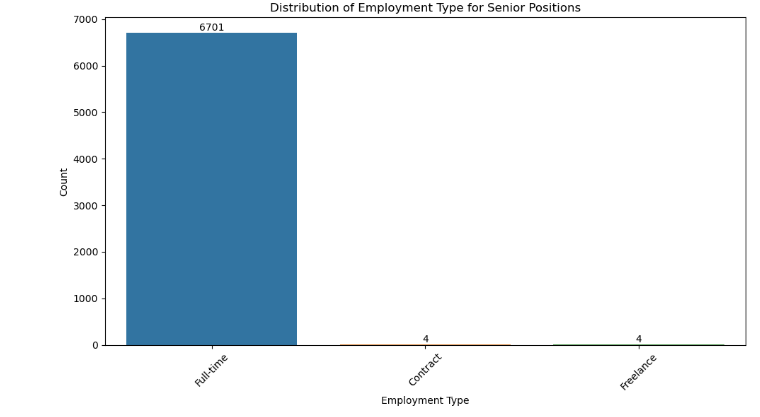 Distribution of Employment Type for Senior Positions
7000
6000
5000
4000
3000
2000
1000
0
Count
6701
4
4
Full-time
Contract
Freelance
Employment Type